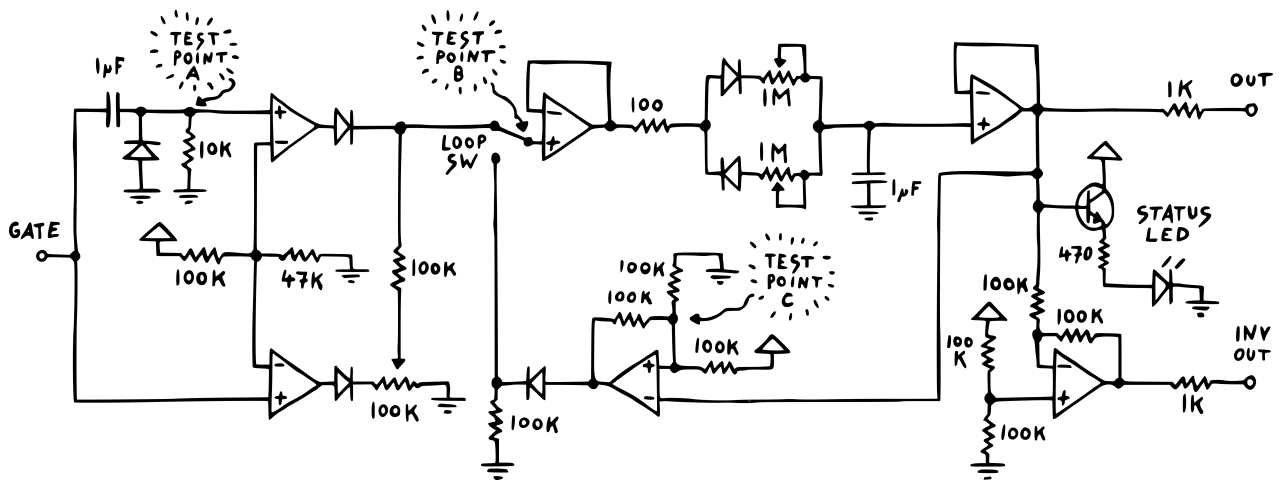 TEST
POINT
A
1µF
10K
GATE
100K
47K
100K
100K
TEST
POINT
B
LOOP
SW
100
1M
1M
1µF
100K
100K
TEST
POINT
C
100K
100K
1K
OUT
STATUS
LED
470
100K
100K
100
K
100K
INV
OUT
1K